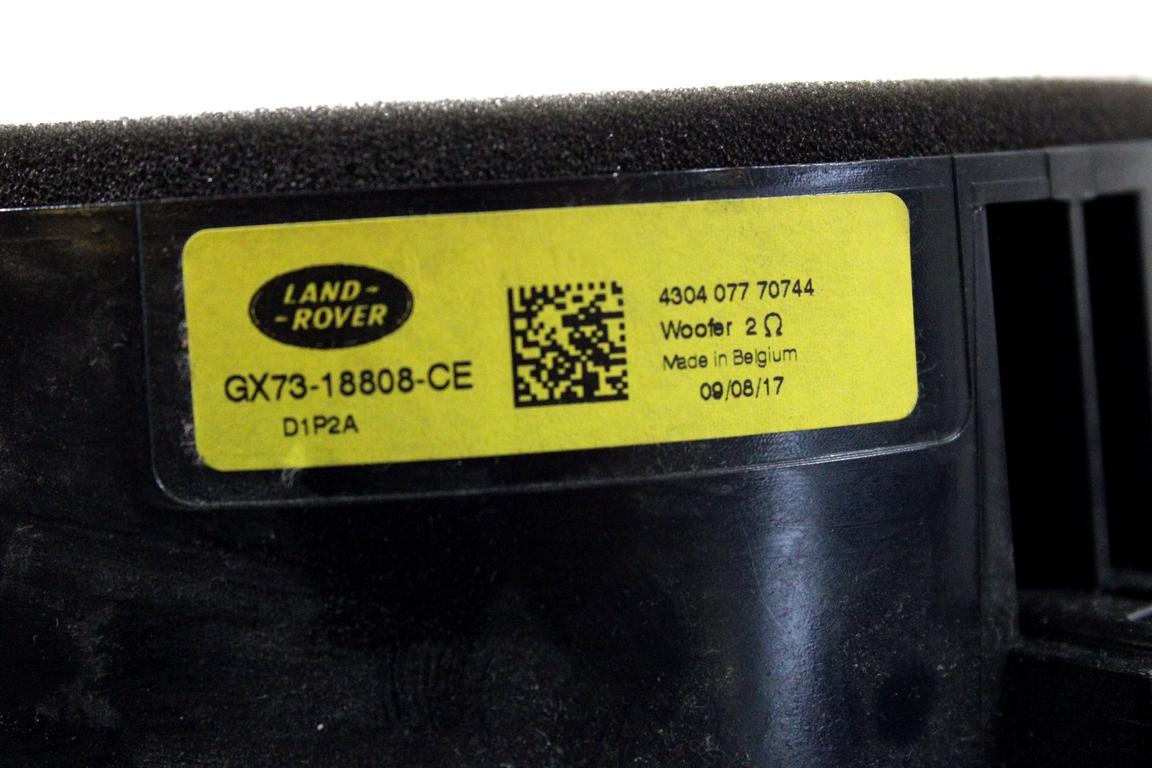 LAND-
-ROVER
GX73-18808-CE
D1P2A
4304 077 70744
Woofer 2 Ω
Made in Belgium
09/08/17